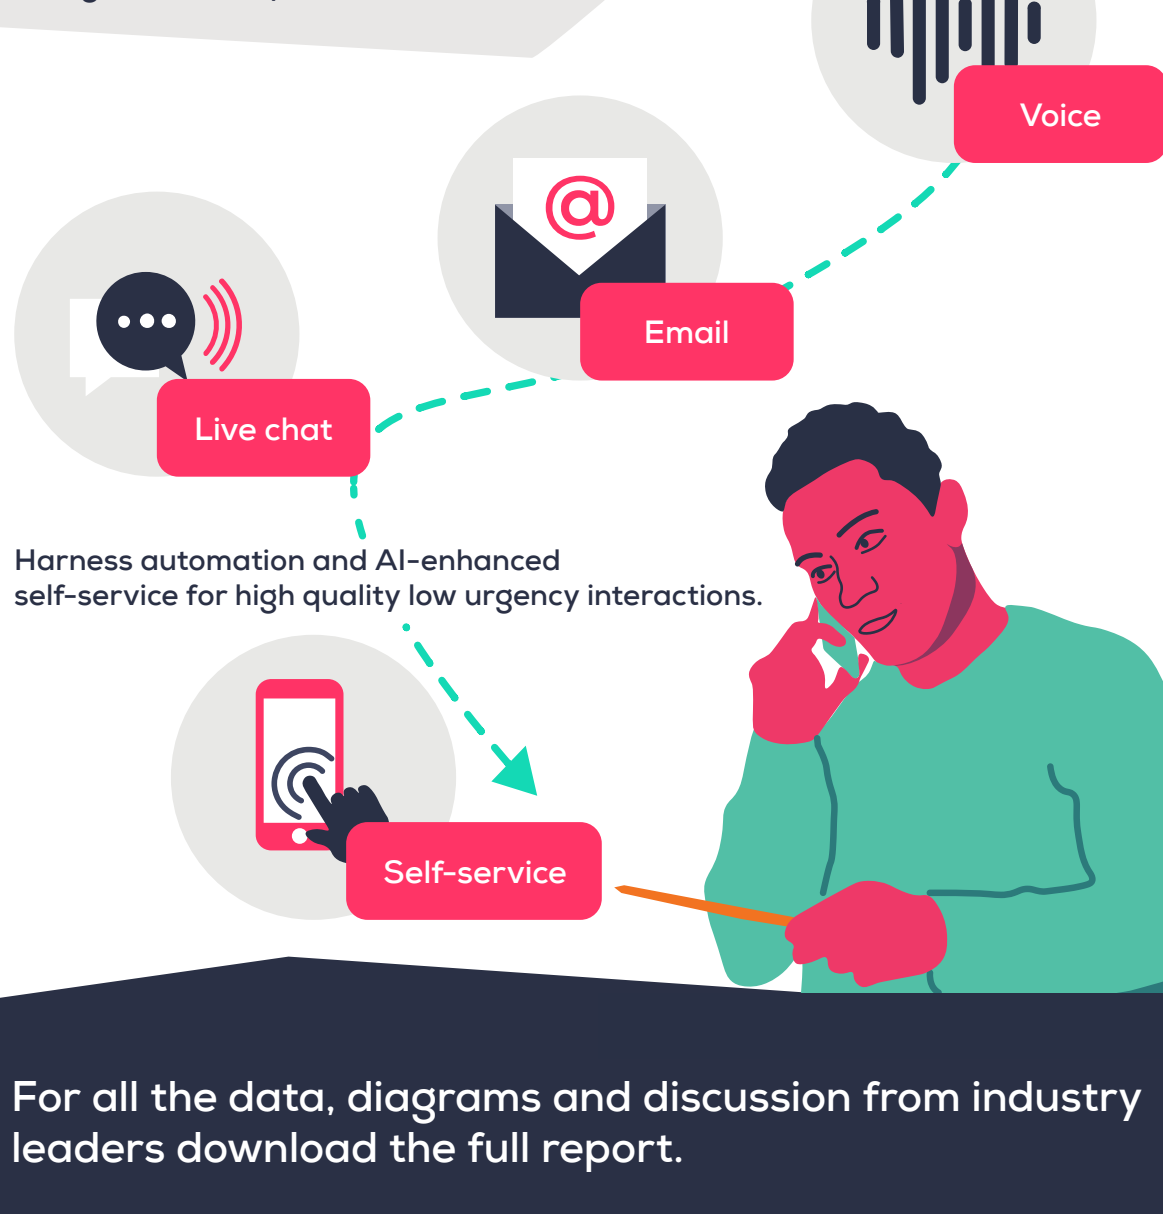 Voice
@
Email
Live chat
Harness automation and AI-enhanced
self-service for high quality low urgency interactions.
Self-service
For all the data, diagrams and discussion from industry
leaders download the full report.